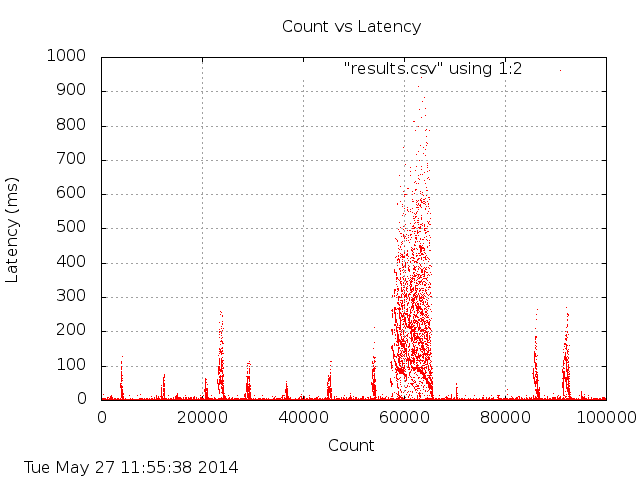 Count vs Latency
"results.csv" using 1:2
1000
900
800
700
600
500
400
300
200
100
0
0 20000 40000 60000 80000 100000
Latency (ms)
Count
Tue May 27 11:55:38 2014